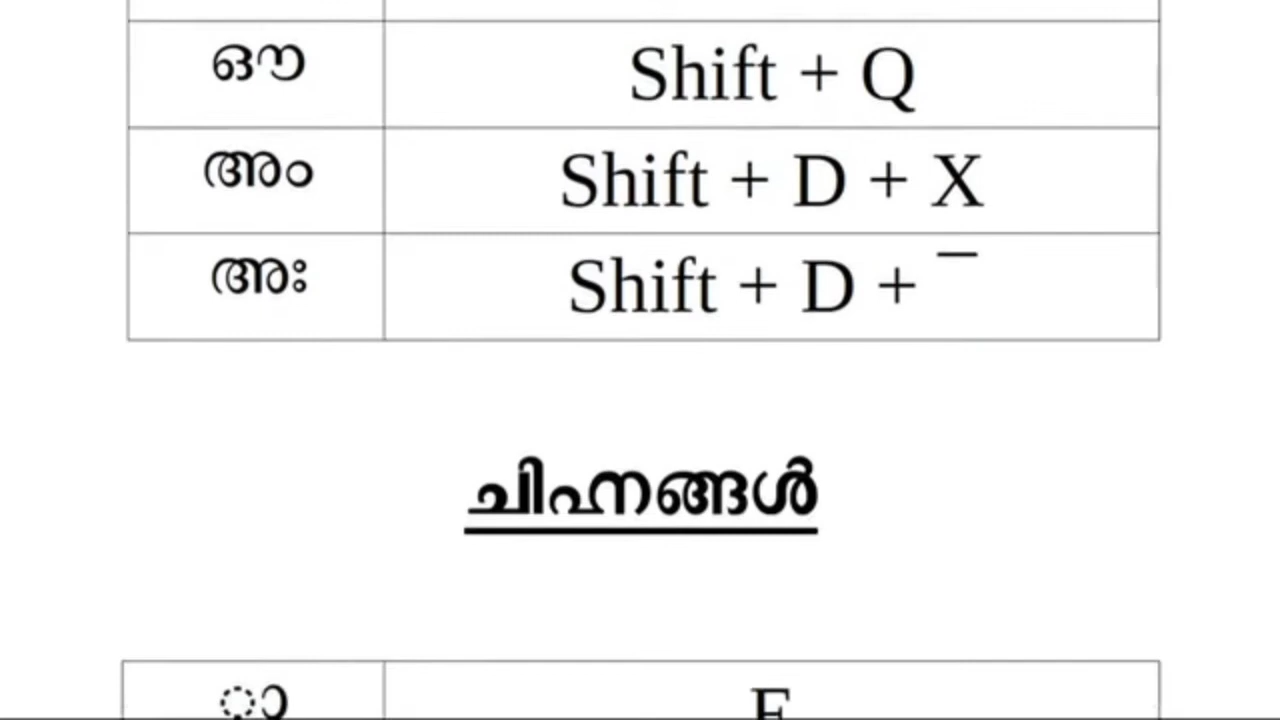 ഔ Shift + Q
അം Shift + D + X
അഃ Shift + D + ¯
ചിഹ്നങ്ങൾ
ാ